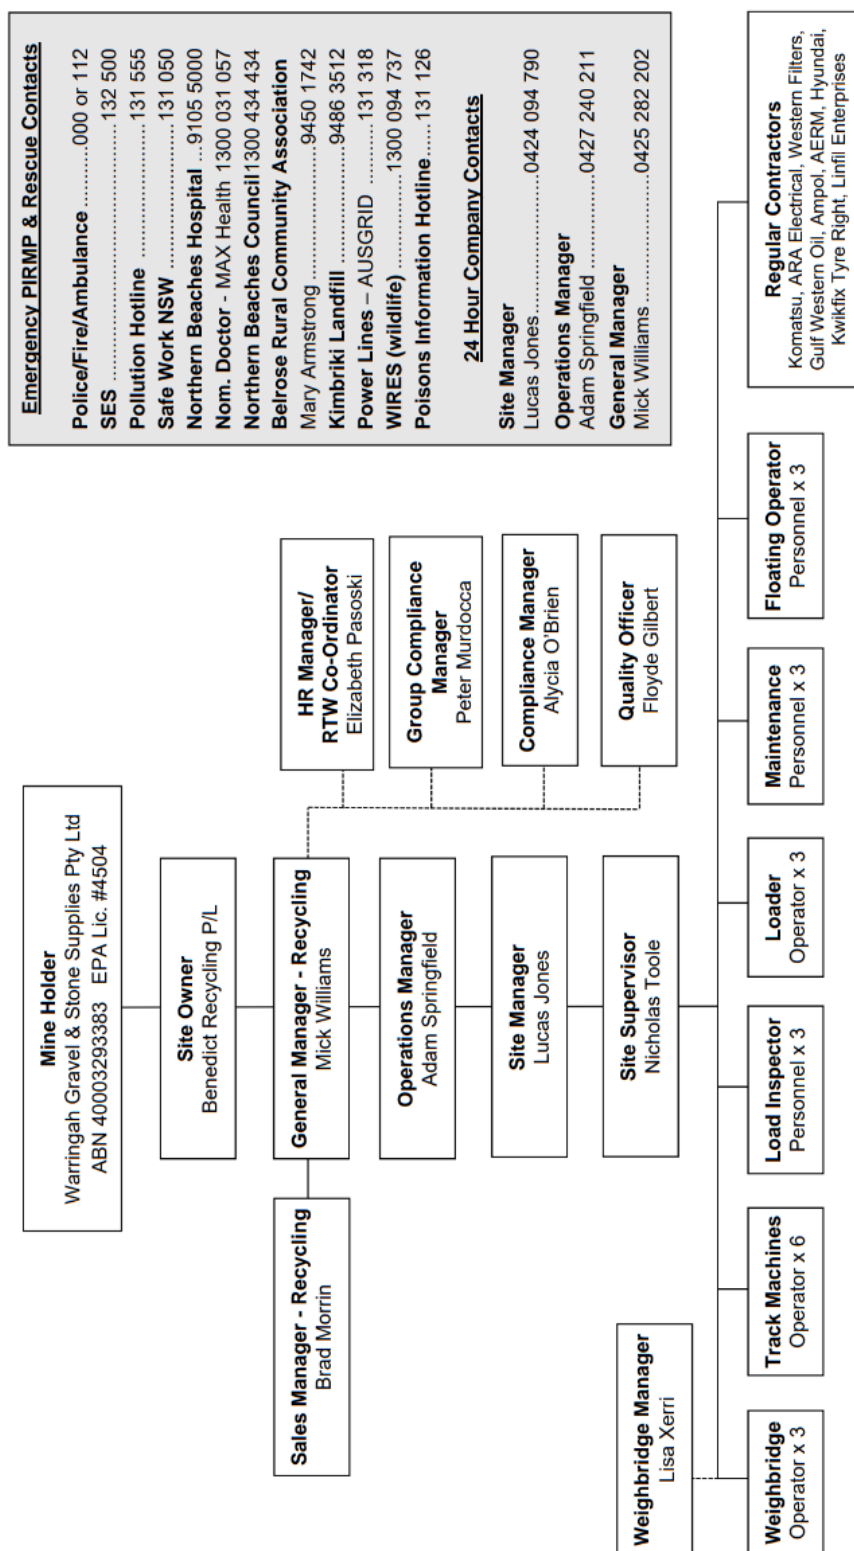 Mine Holder
Warringah Gravel & Stone Supplies Pty Ltd
ABN 40003293383 EPA Lic. #4504
Site Owner
Benedict Recycling P/L
Sales Manager - Recycling
Brad Morrin
General Manager - Recycling
Mick Williams
HR Manager/
RTW Co-Ordinator
Elizabeth Pasoski
Group Compliance
Manager
Peter Murdocca
Compliance Manager
Alycia O'Brien
Quality Officer
Floyde Gilbert
Operations Manager
Adam Springfield
Site Manager
Lucas Jones
Site Supervisor
Nicholas Toole
Weighbridge Manager
Lisa Xerri
Weighbridge
Operator x 3
Track Machines
Operator x 6
Load Inspector
Personnel x 3
Loader
Operator x 3
Maintenance
Personnel x 3
Floating Operator
Personnel x 3
Regular Contractors
Komatsu, ARA Electrical, Western Filters,
Gulf Western Oil, Ampol, AERM, Hyundai,
Kwikfix Tyre Right, Linfil Enterprises
Emergency PIRMP & Rescue Contacts
Police/Fire/Ambulance ..........000 or 112
SES ......................................132 500
Pollution Hotline ....................131 555
Safe Work NSW ....................131 050
Northern Beaches Hospital ...9105 5000
Nom. Doctor - MAX Health 1300 031 057
Northern Beaches Council 1300 434 434
Belrose Rural Community Association
Mary Armstrong .....................9450 1742
Kimbriki Landfill ....................9486 3512
Power Lines – AUSGRID .........131 318
WIRES (wildlife) ................1300 094 737
Poisons Information Hotline.....131 126
24 Hour Company Contacts
Site Manager
Lucas Jones.......................0424 094 790
Operations Manager
Adam Springfield ................0427 240 211
General Manager
Mick Williams .....................0425 282 202